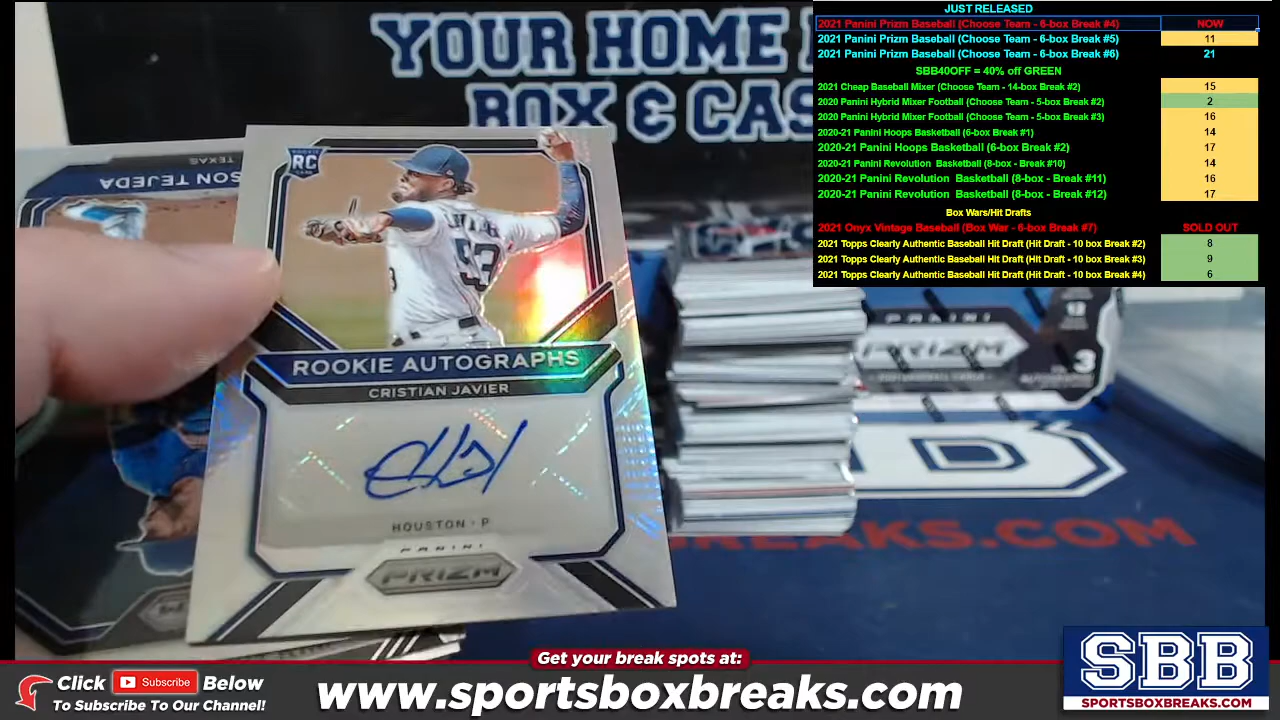 YOUR HOME
BOX & CAS
JUST RELEASED
2021 Panini Prizm Baseball (Choose Team - 6-box Break #4) NOW
2021 Panini Prizm Baseball (Choose Team - 6-box Break #5) 11
2021 Panini Prizm Baseball (Choose Team - 6-box Break #6) 21
SBB40OFF = 40% off GREEN
2021 Cheap Baseball Mixer (Choose Team - 14-box Break #2) 15
2020 Panini Hybrid Mixer Football (Choose Team - 5-box Break #2) 2
2020 Panini Hybrid Mixer Football (Choose Team - 5-box Break #3) 16
2020-21 Panini Hoops Basketball (6-box Break #1) 14
2020-21 Panini Hoops Basketball (6-box Break #2) 17
2020-21 Panini Revolution Basketball (8-box - Break #10) 14
2020-21 Panini Revolution Basketball (8-box - Break #11) 16
2020-21 Panini Revolution Basketball (8-box - Break #12) 17
Box Wars/Hit Drafts
2021 Onyx Vintage Baseball (Box War - 6-box Break #7) SOLD OUT
2021 Topps Clearly Authentic Baseball Hit Draft (Hit Draft - 10 box Break #2) 8
2021 Topps Clearly Authentic Baseball Hit Draft (Hit Draft - 10 box Break #3) 9
2021 Topps Clearly Authentic Baseball Hit Draft (Hit Draft - 10 box Break #4) 6
TEXAS
SON TEJEDA
RC
93
ROOKIE AUTOGRAPHS
CRISTIAN JAVIER
HOUSTON - P
PANINI
PRIZM
PANINI
PRIZM
3
REAKS.COM
Get your break spots at:
Click Subscribe Below
To Subscribe To Our Channel!
www.sportsboxbreaks.com
SBB
SPORTSBOXBREAKS.COM